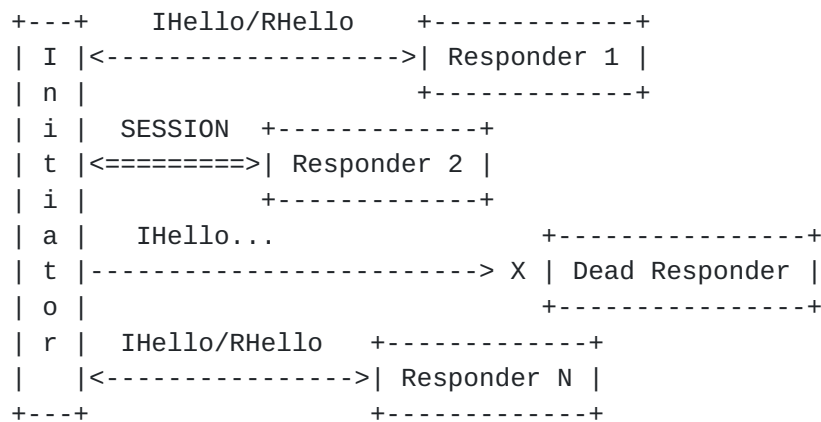 +---+    IHello/RHello    +-------------+
| I |<-------------------->| Responder 1 |
| n |                      +-------------+
| i |  SESSION  +-------------+
| t |<=========>| Responder 2 |
| i |           +-------------+
| a |   IHello...                  +----------------+
| t |-------------------------> X | Dead Responder |
| o |                              +----------------+
| r |  IHello/RHello   +-------------+
|   |<---------------->| Responder N |
+---+                  +-------------+